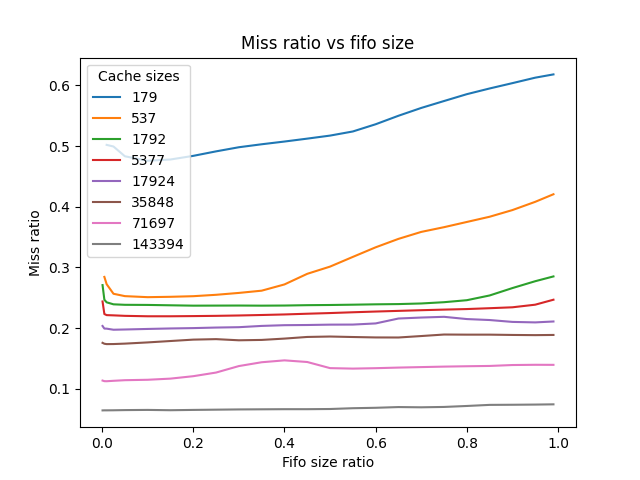 Miss ratio vs fifo size
Cache sizes
179
537
1792
5377
17924
35848
71697
143394
0.6
0.5
0.4
0.3
0.2
0.1
Miss ratio
0.0 0.2 0.4 0.6 0.8 1.0
Fifo size ratio